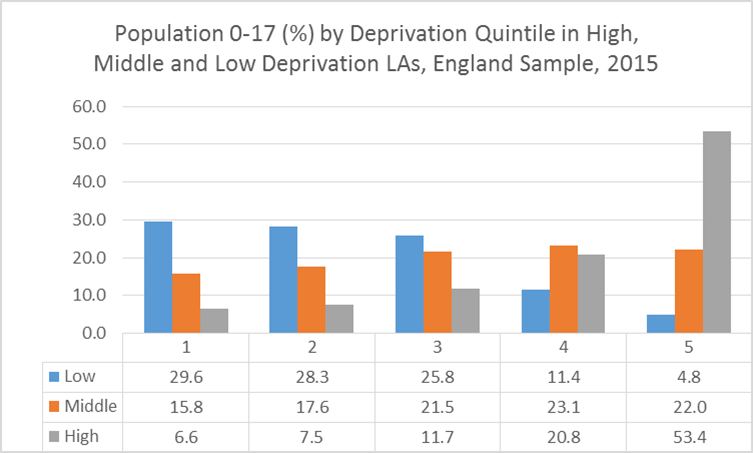 Population 0-17 (%) by Deprivation Quintile in High,
Middle and Low Deprivation LAs, England Sample, 2015
60.0
50.0
40.0
30.0
20.0
10.0
0.0
1 2 3 4 5
Low 29.6 28.3 25.8 11.4 4.8
Middle 15.8 17.6 21.5 23.1 22.0
High 6.6 7.5 11.7 20.8 53.4